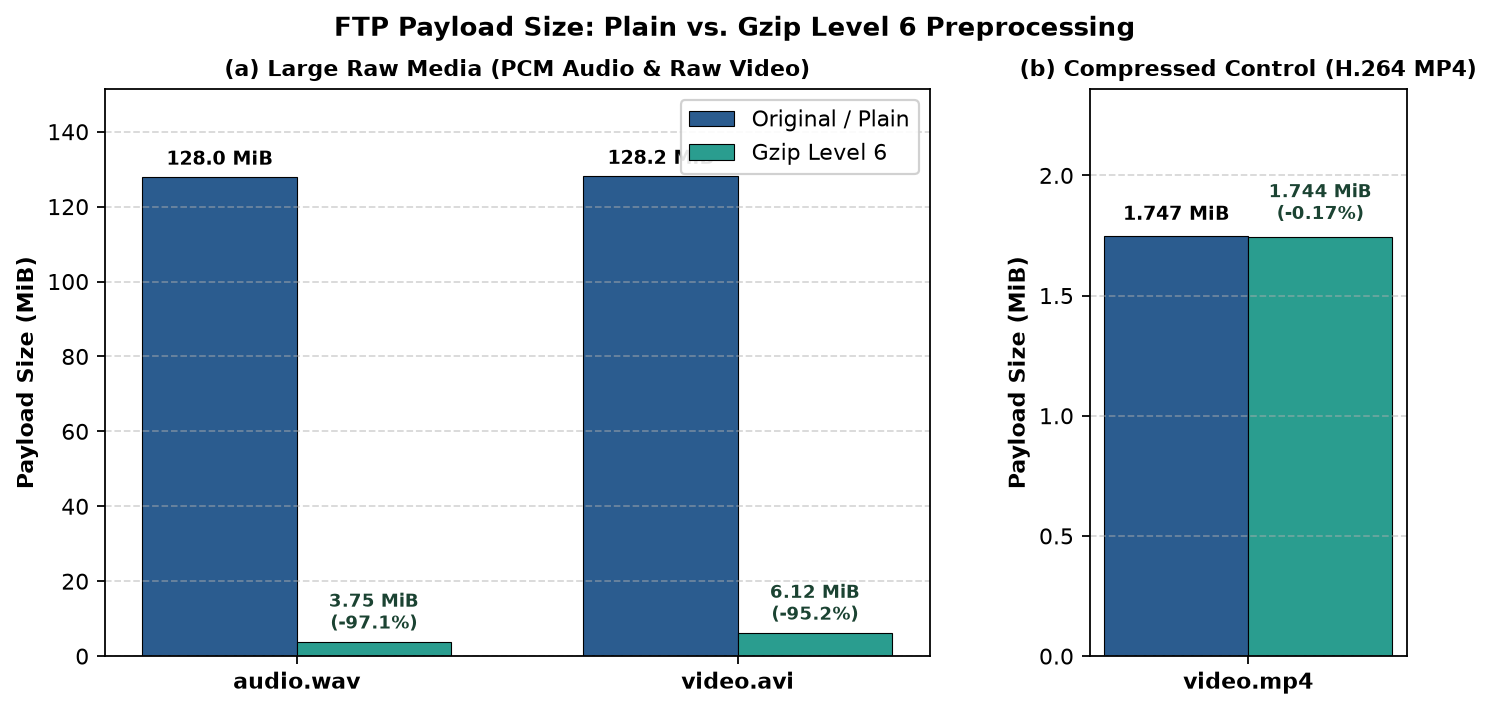 FTP Payload Size: Plain vs. Gzip Level 6 Preprocessing
(a) Large Raw Media (PCM Audio & Raw Video)
Payload Size (MiB)
140
120
100
80
60
40
20
0
Original / Plain
Gzip Level 6
128.0 MiB
3.75 MiB
(-97.1%)
128.2
6.12 MiB
(-95.2%)
audio.wav
video.avi
(b) Compressed Control (H.264 MP4)
Payload Size (MiB)
2.0
1.5
1.0
0.5
0.0
1.747 MiB
1.744 MiB
(-0.17%)
video.mp4